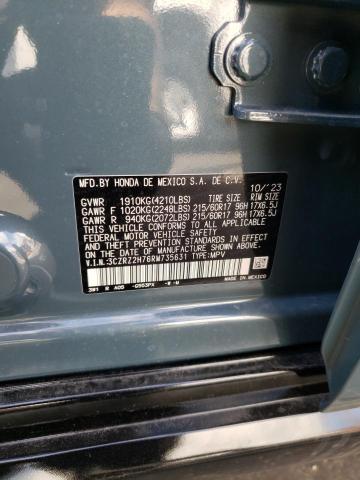 MFD.BY HONDA DE MEXICO S.A. DE C.V. 10/23
GVWR 1910KG(4210LBS) TIRE SIZE RIM SIZE
GAWR F 1020KG(2248LBS) 215/60R17 96H 17X6.5J
GAWR R 940KG(2072LBS) 215/60R17 96H 17X6.5J
THIS VEHICLE CONFORMS TO ALL APPLICABLE
FEDERAL MOTOR VEHICLE SAFETY
STANDARDS IN EFFECT ON THE DATE OF
MANUFACTURE SHOWN ABOVE.
V.I.N.:3CZRZ2H76RM735631 TYPE:MPV
3W1 R A05 -W -U
MADE IN MEXICO